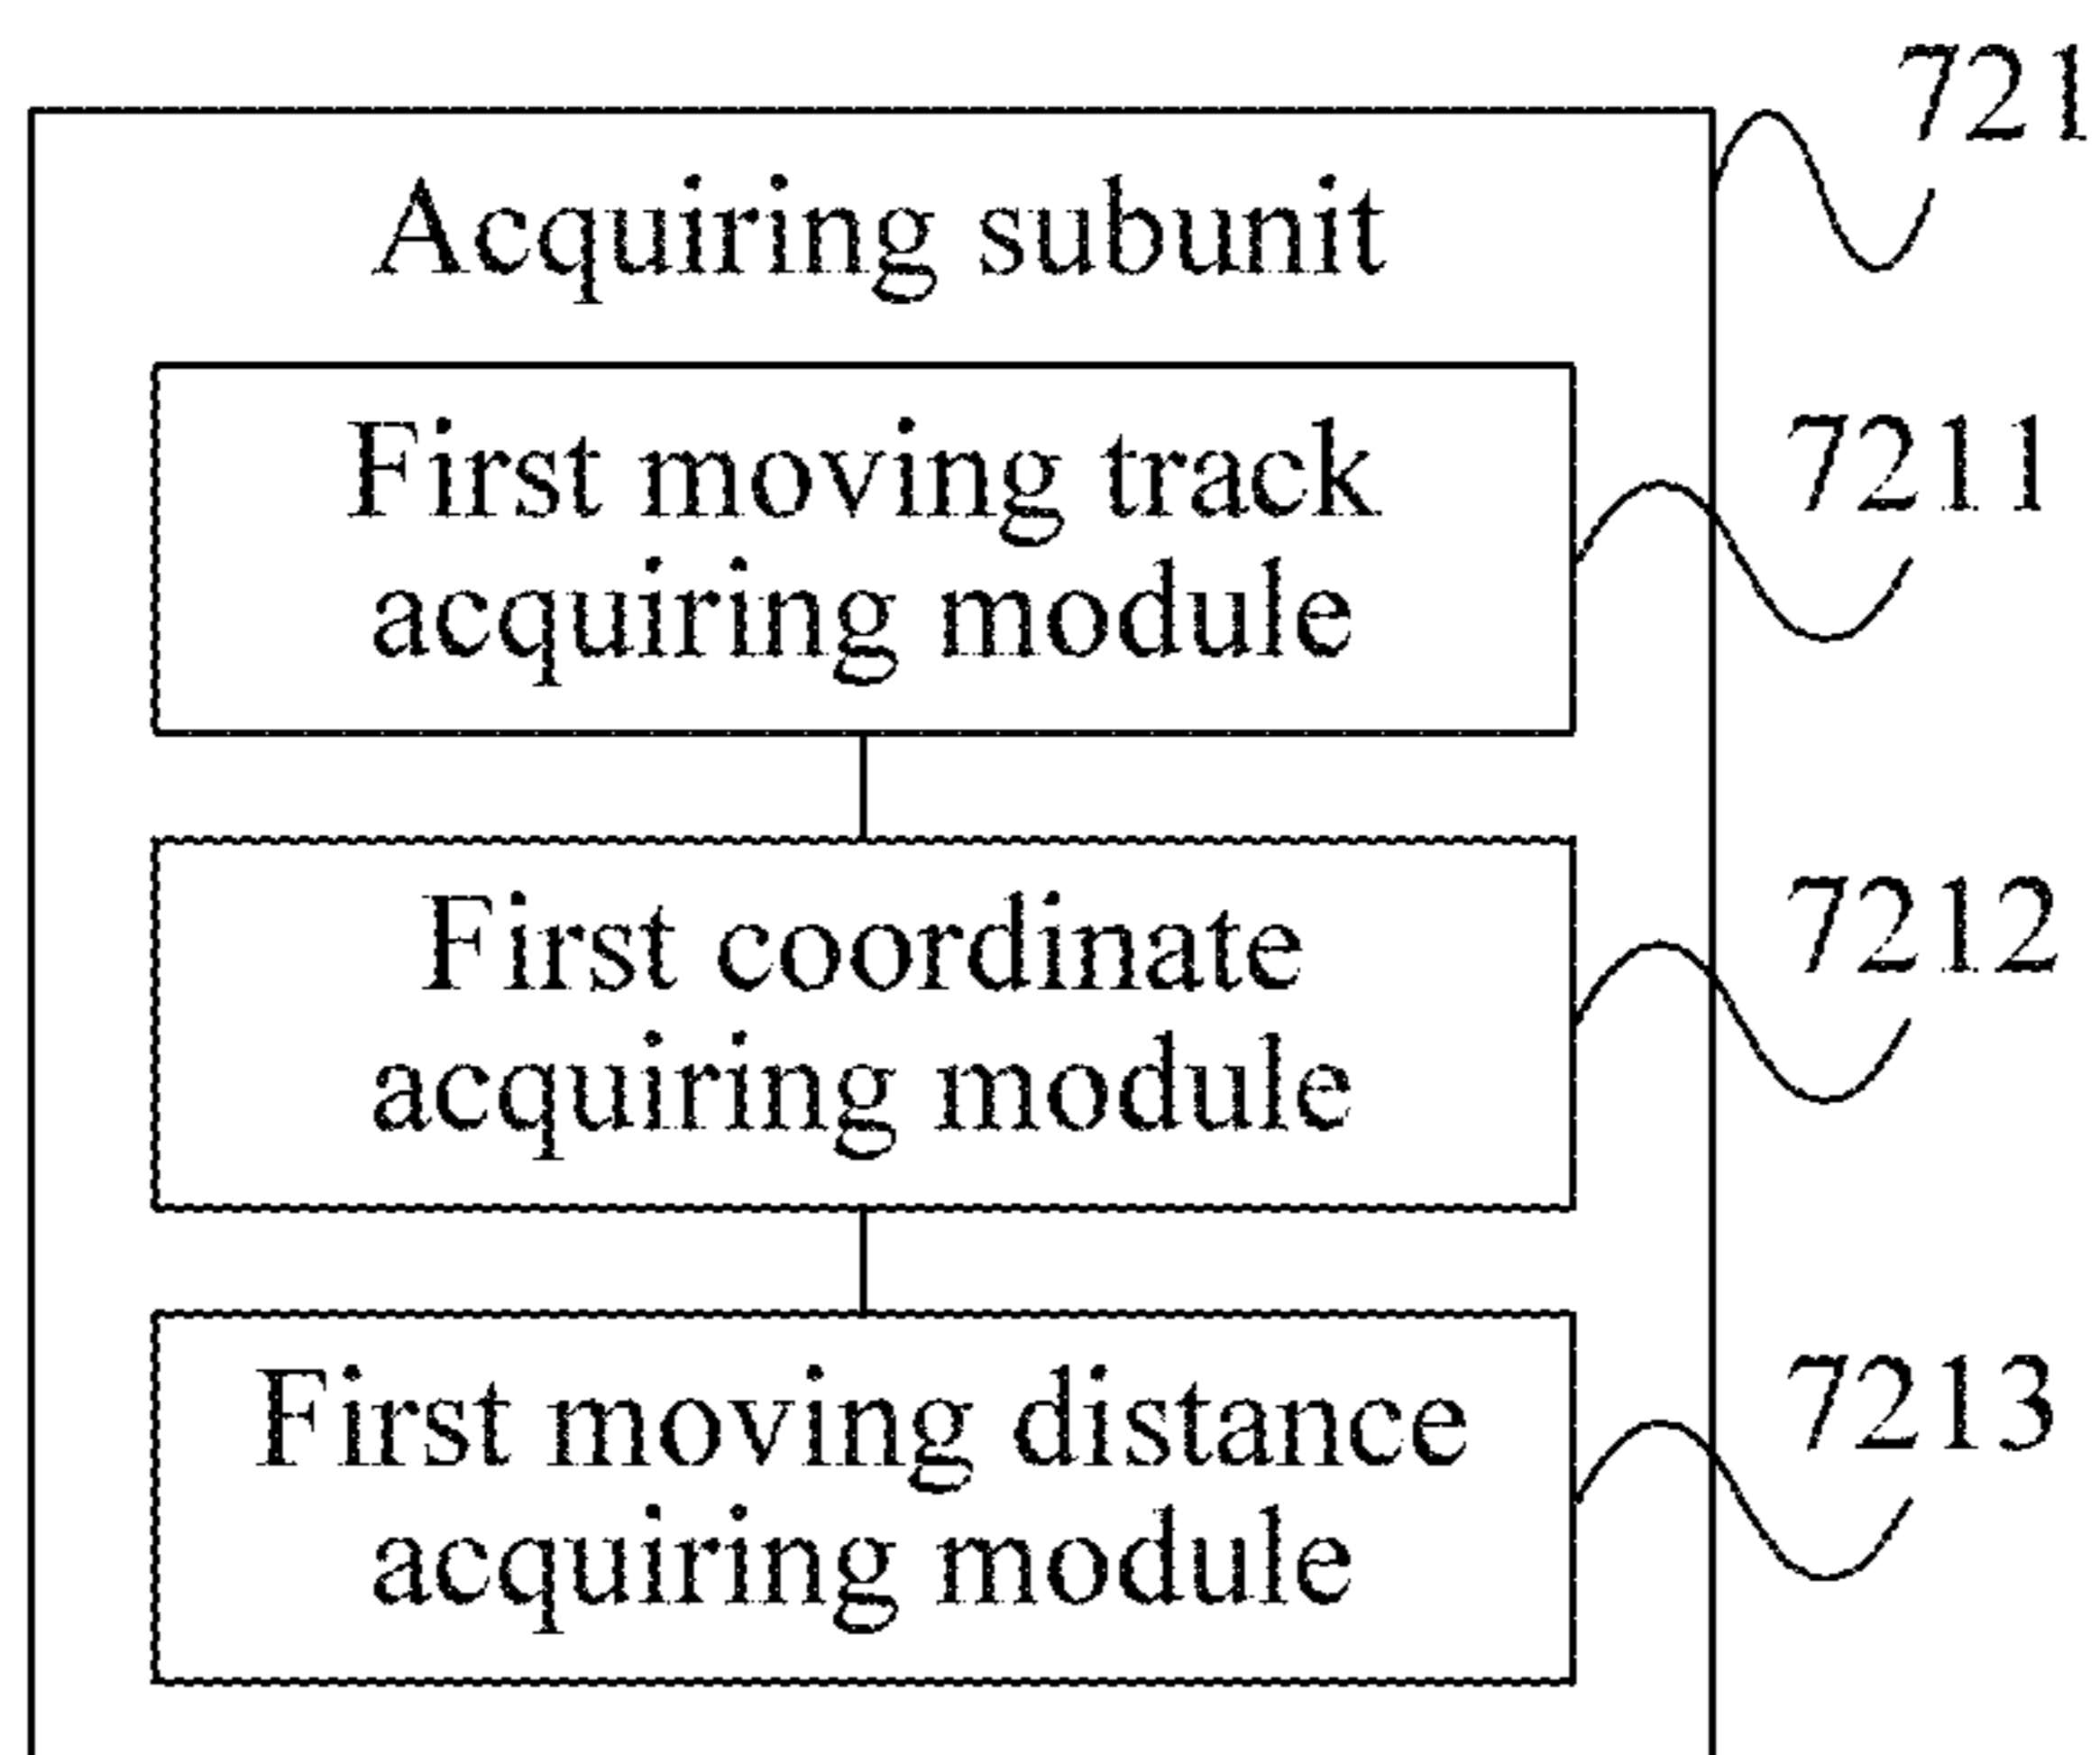 721
Acquiring subunit
First moving track
acquiring module
7211
First coordinate
acquiring module
7212
First moving distance
acquiring module
7213